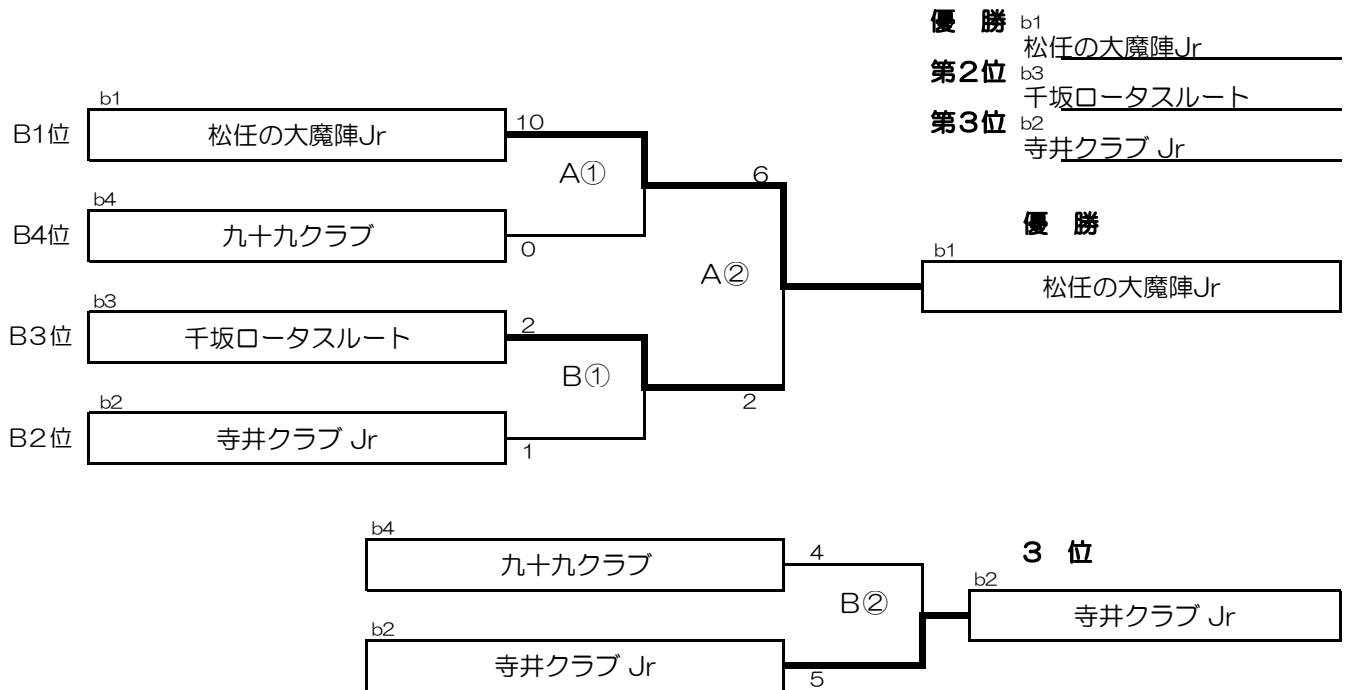 優 勝 b1
松任の大魔陣Jr
第2位 b3
千坂ロータスルート
第3位 b2
寺井クラブ Jr
b1
B1位 松任の大魔陣Jr 10
A① 6
b4
B4位 九十九クラブ 0
優 勝
b1
A② 松任の大魔陣Jr
b3
B3位 千坂ロータスルート 2
B① 2
b2
B2位 寺井クラブ Jr 1
b4
九十九クラブ 4
3 位
B② b2
寺井クラブ Jr
b2
寺井クラブ Jr 5